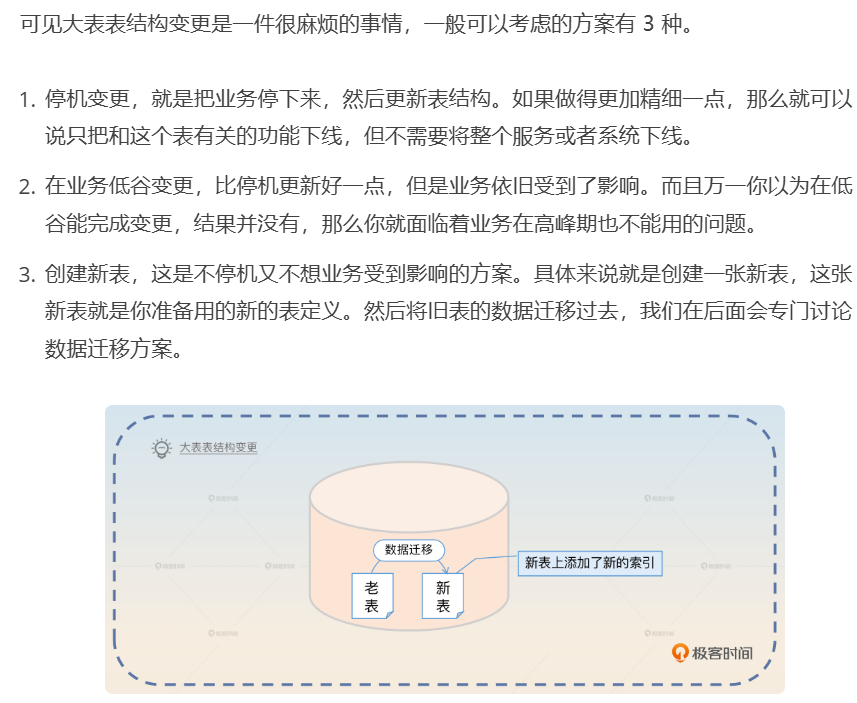 可见大表表结构变更是一件很麻烦的事情，一般可以考虑的方案有 3 种。
1. 停机变更，就是把业务停下来，然后更新表结构。如果做得更加精细一点，那么就可以
说只把和这个表有关的功能下线，但不需要将整个服务或者系统下线。
2. 在业务低谷变更，比停机更新好一点，但是业务依旧受到了影响。而且万一你以为在低
谷能完成变更，结果并没有，那么你就面临着业务在高峰期也不能用的问题。
3. 创建新表，这是不停机又不想业务受到影响的方案。具体来说就是创建一张新表，这张
新表就是你准备用的新的表定义。然后将旧表的数据迁移过去，我们在后面会专门讨论
数据迁移方案。
大表表结构变更
数据迁移
新表上添加了新的索引
老
表
新
表
极客时间